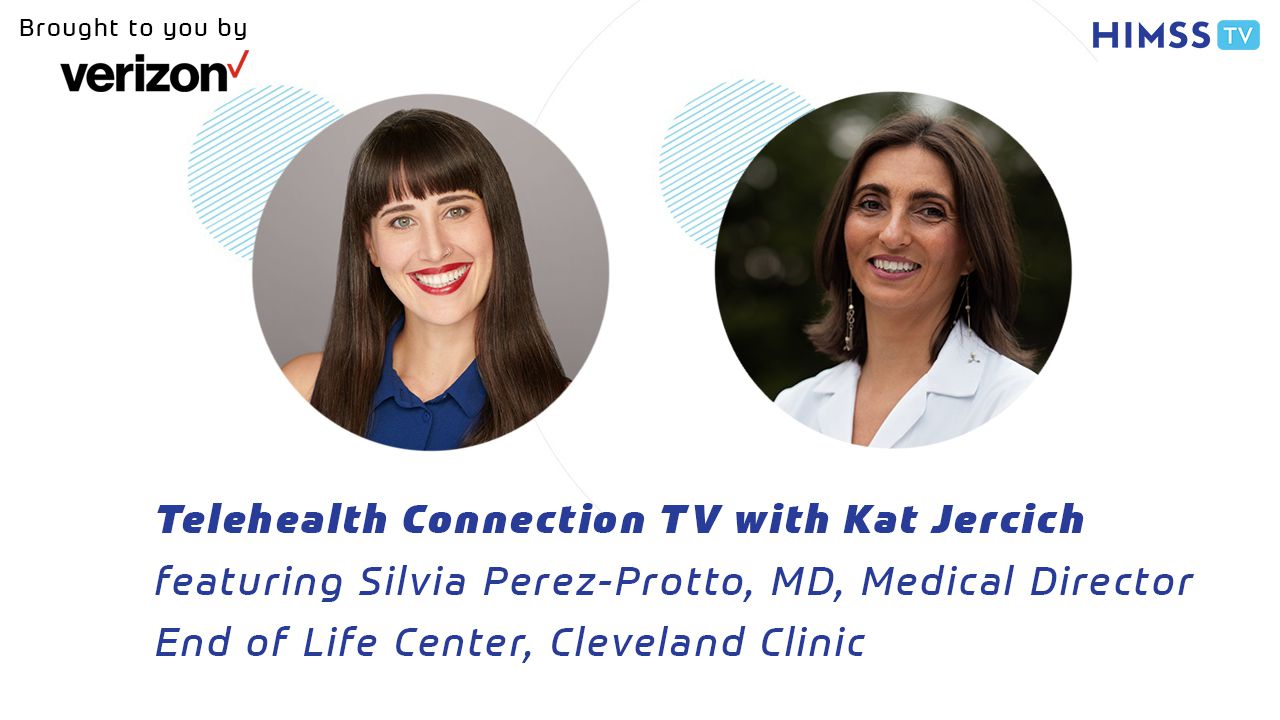 Brought to you by
verizon✓
HIMSS TV
Telehealth Connection TV with Kat Jercich
featuring Silvia Perez-Protto, MD, Medical Director
End of Life Center, Cleveland Clinic